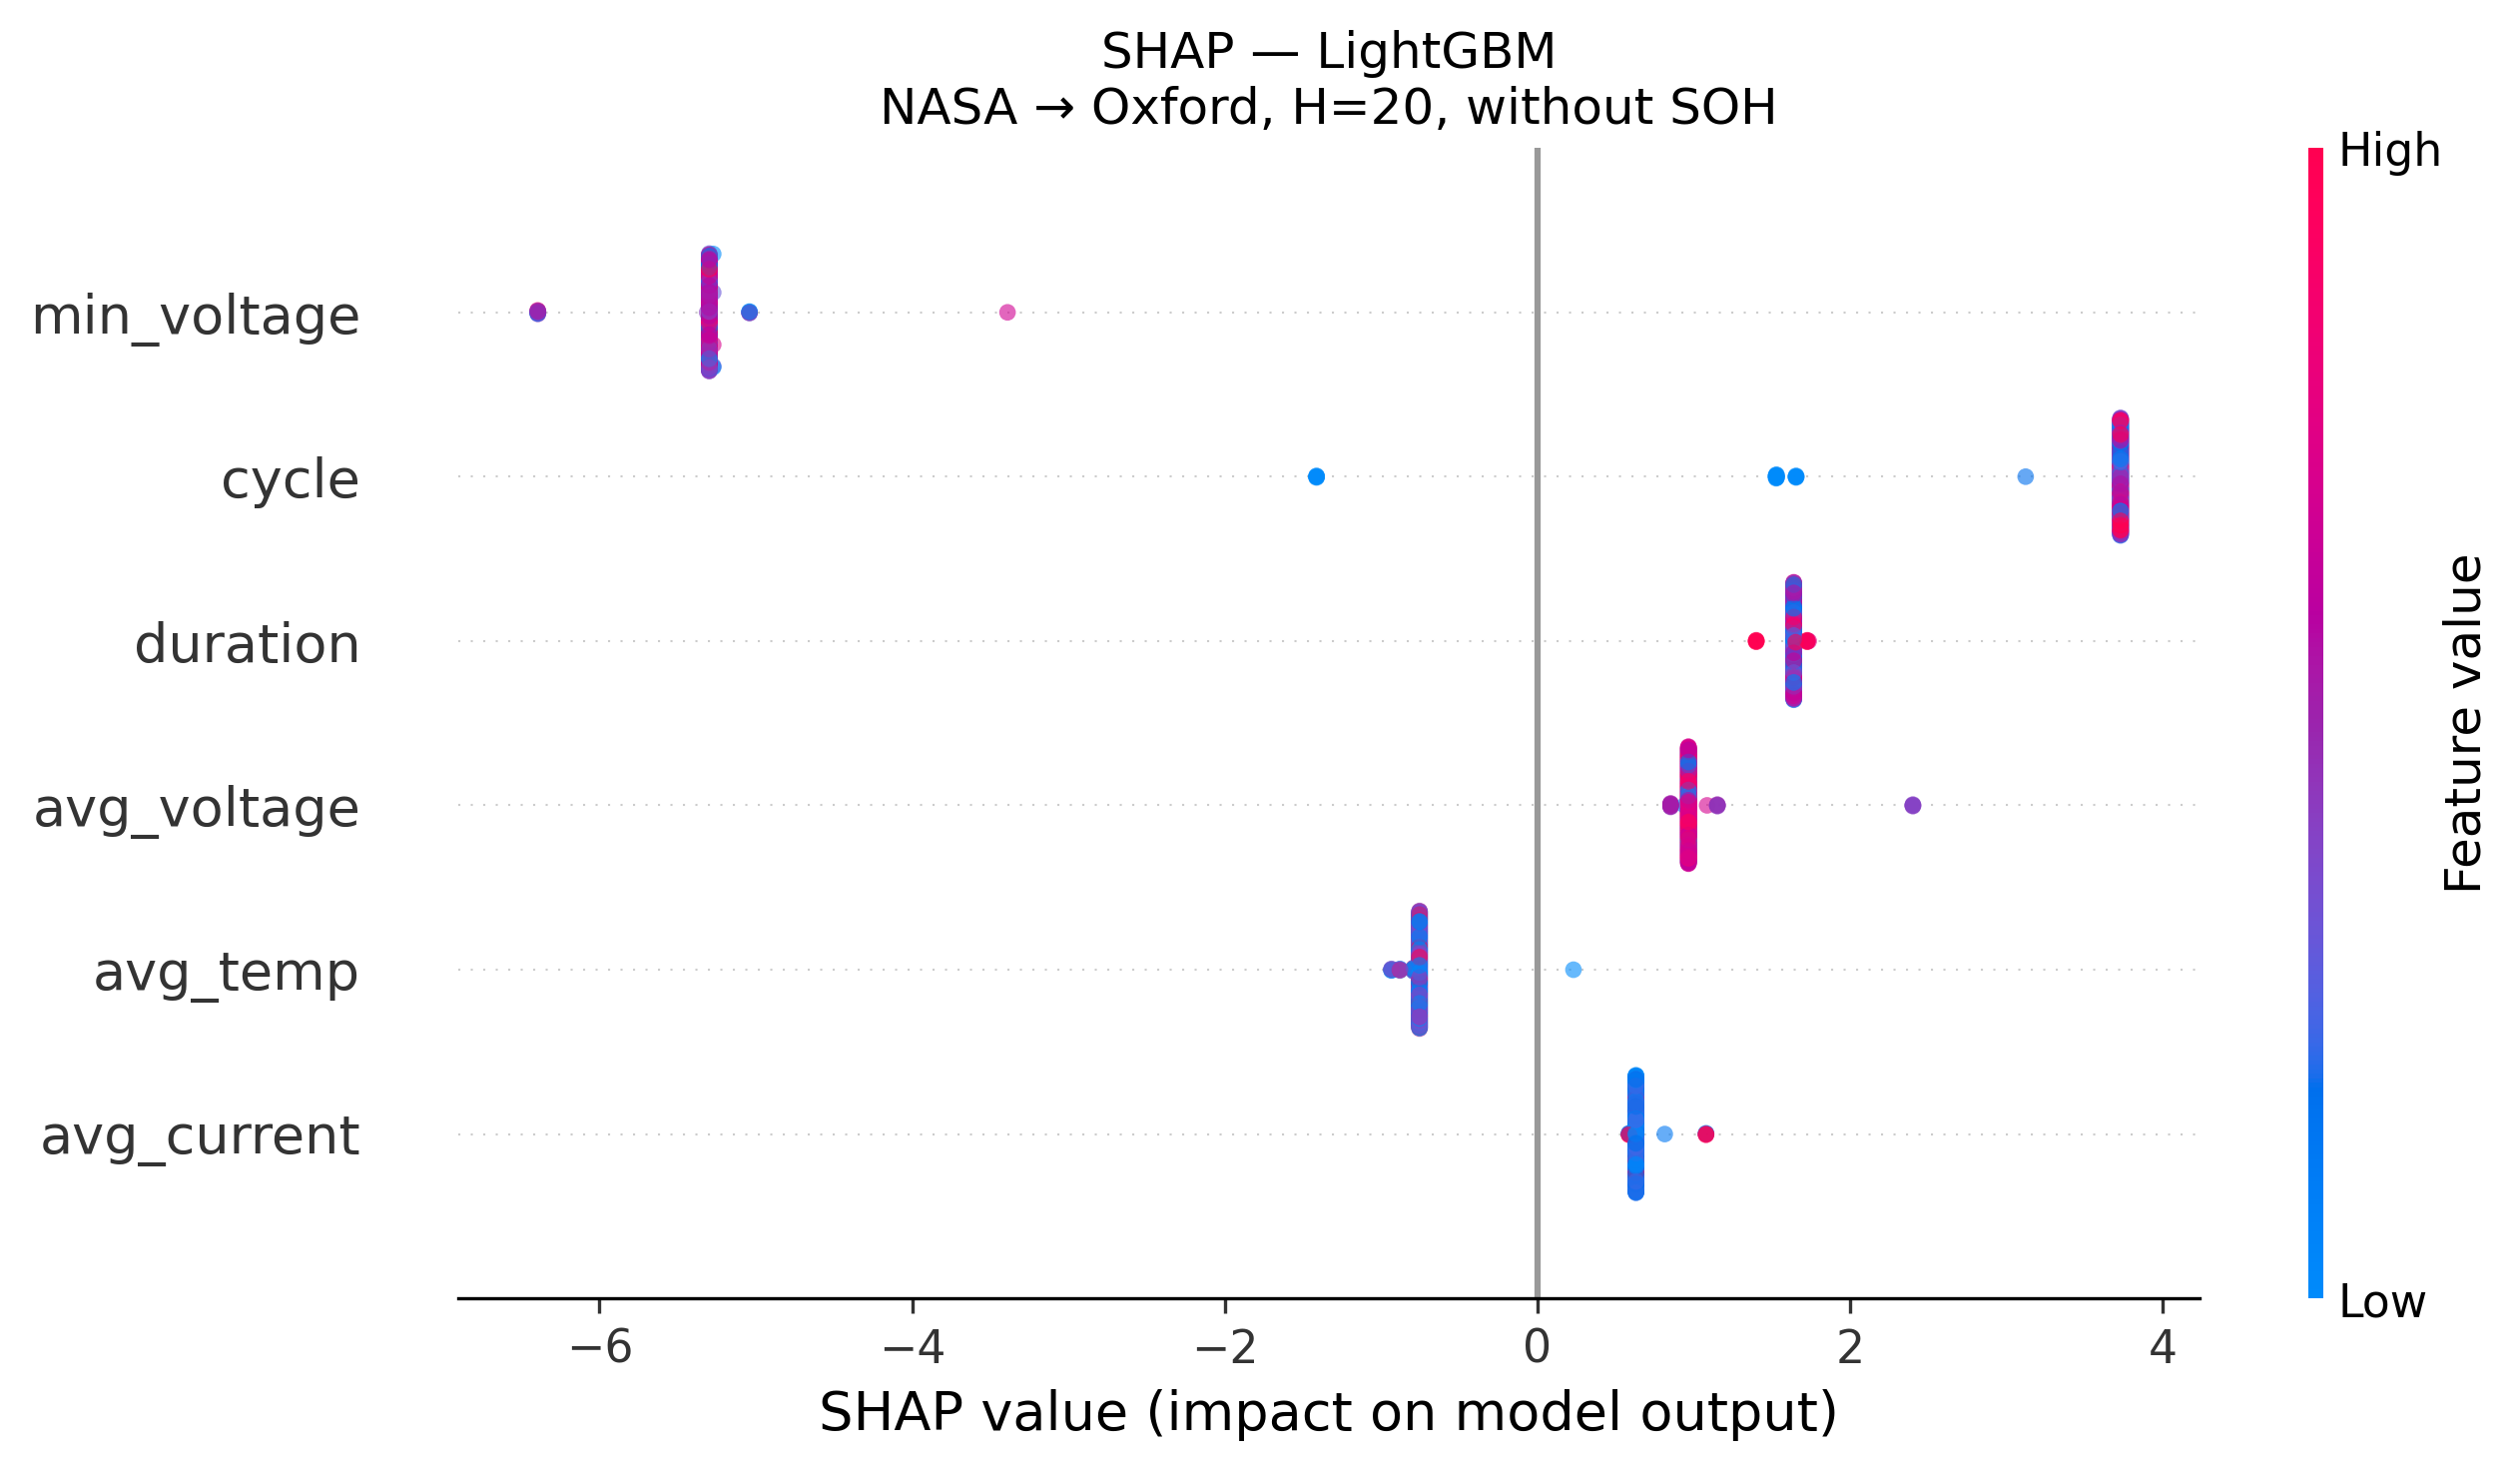 SHAP — LightGBM
NASA → Oxford, H=20, without SOH
High
min_voltage
cycle
duration
avg_voltage
avg_temp
avg_current
Feature value
Low
−6
−4
−2
0
2
4
SHAP value (impact on model output)